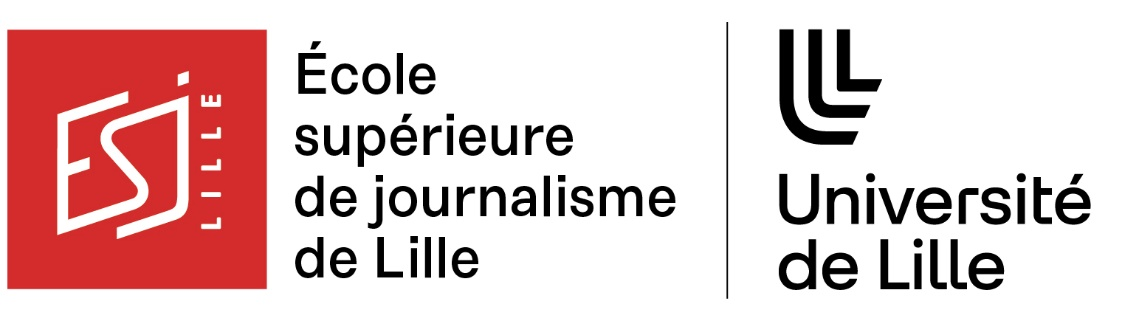 ESJ
LILLE
École
supérieure
de journalisme
de Lille
Université
de Lille